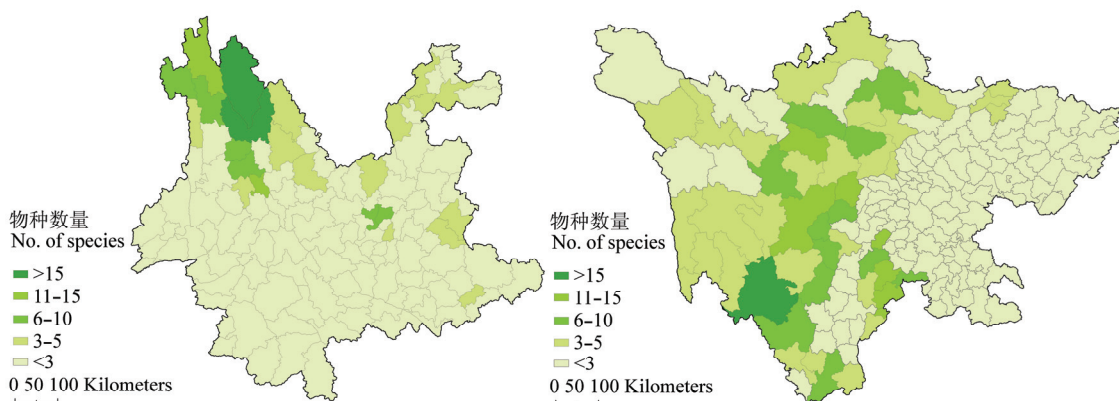 物种数量
No. of species
>15
11–15
6–10
3–5
<3
0 50 100 Kilometers
物种数量
No. of species
>15
11–15
6–10
3–5
<3
0 50 100 Kilometers